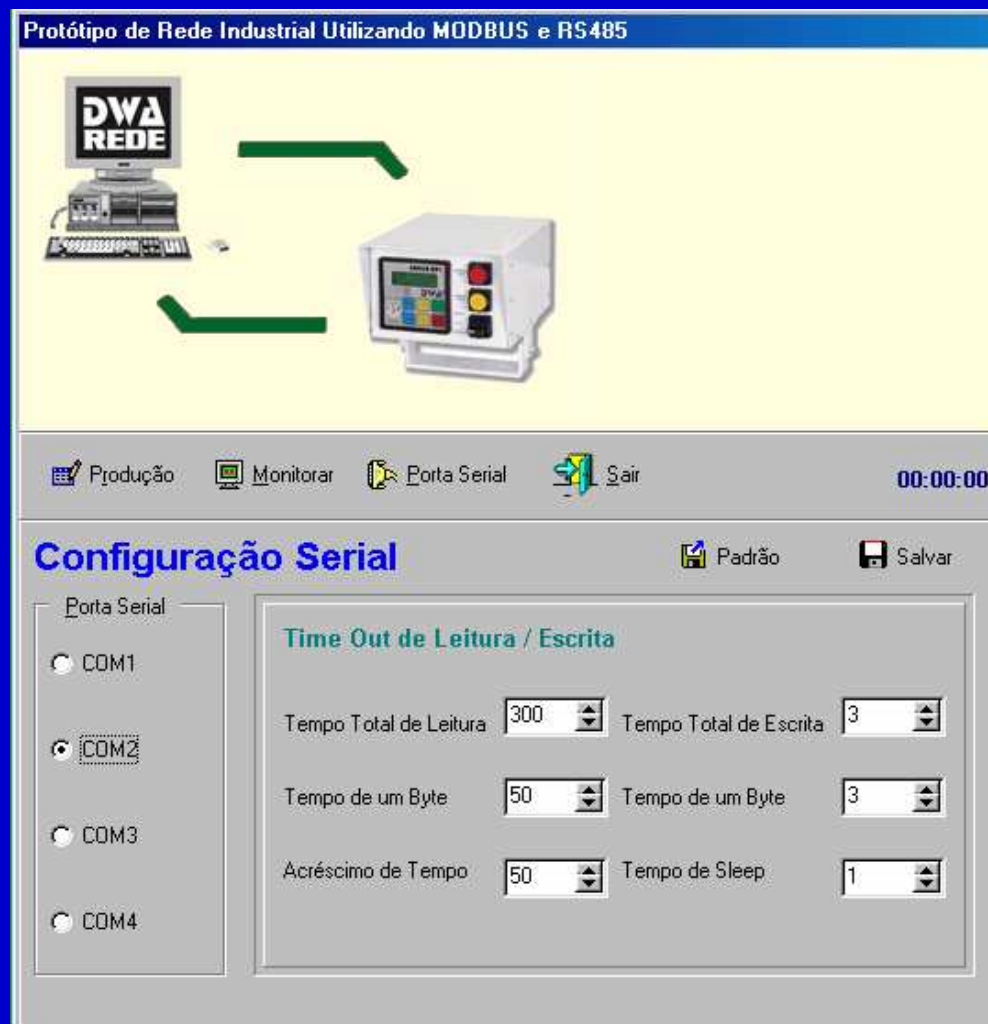 Protótipo de Rede Industrial Utilizando MODBUS e RS485
DWA
REDE
DWA
Produção Monitorar Porta Serial Sair 00:00:00
Configuração Serial Padrão Salvar
Porta Serial
Time Out de Leitura / Escrita
COM1
Tempo Total de Leitura 300 Tempo Total de Escrita 3
COM2
Tempo de um Byte 50 Tempo de um Byte 3
COM3
Acréscimo de Tempo 50 Tempo de Sleep 1
COM4